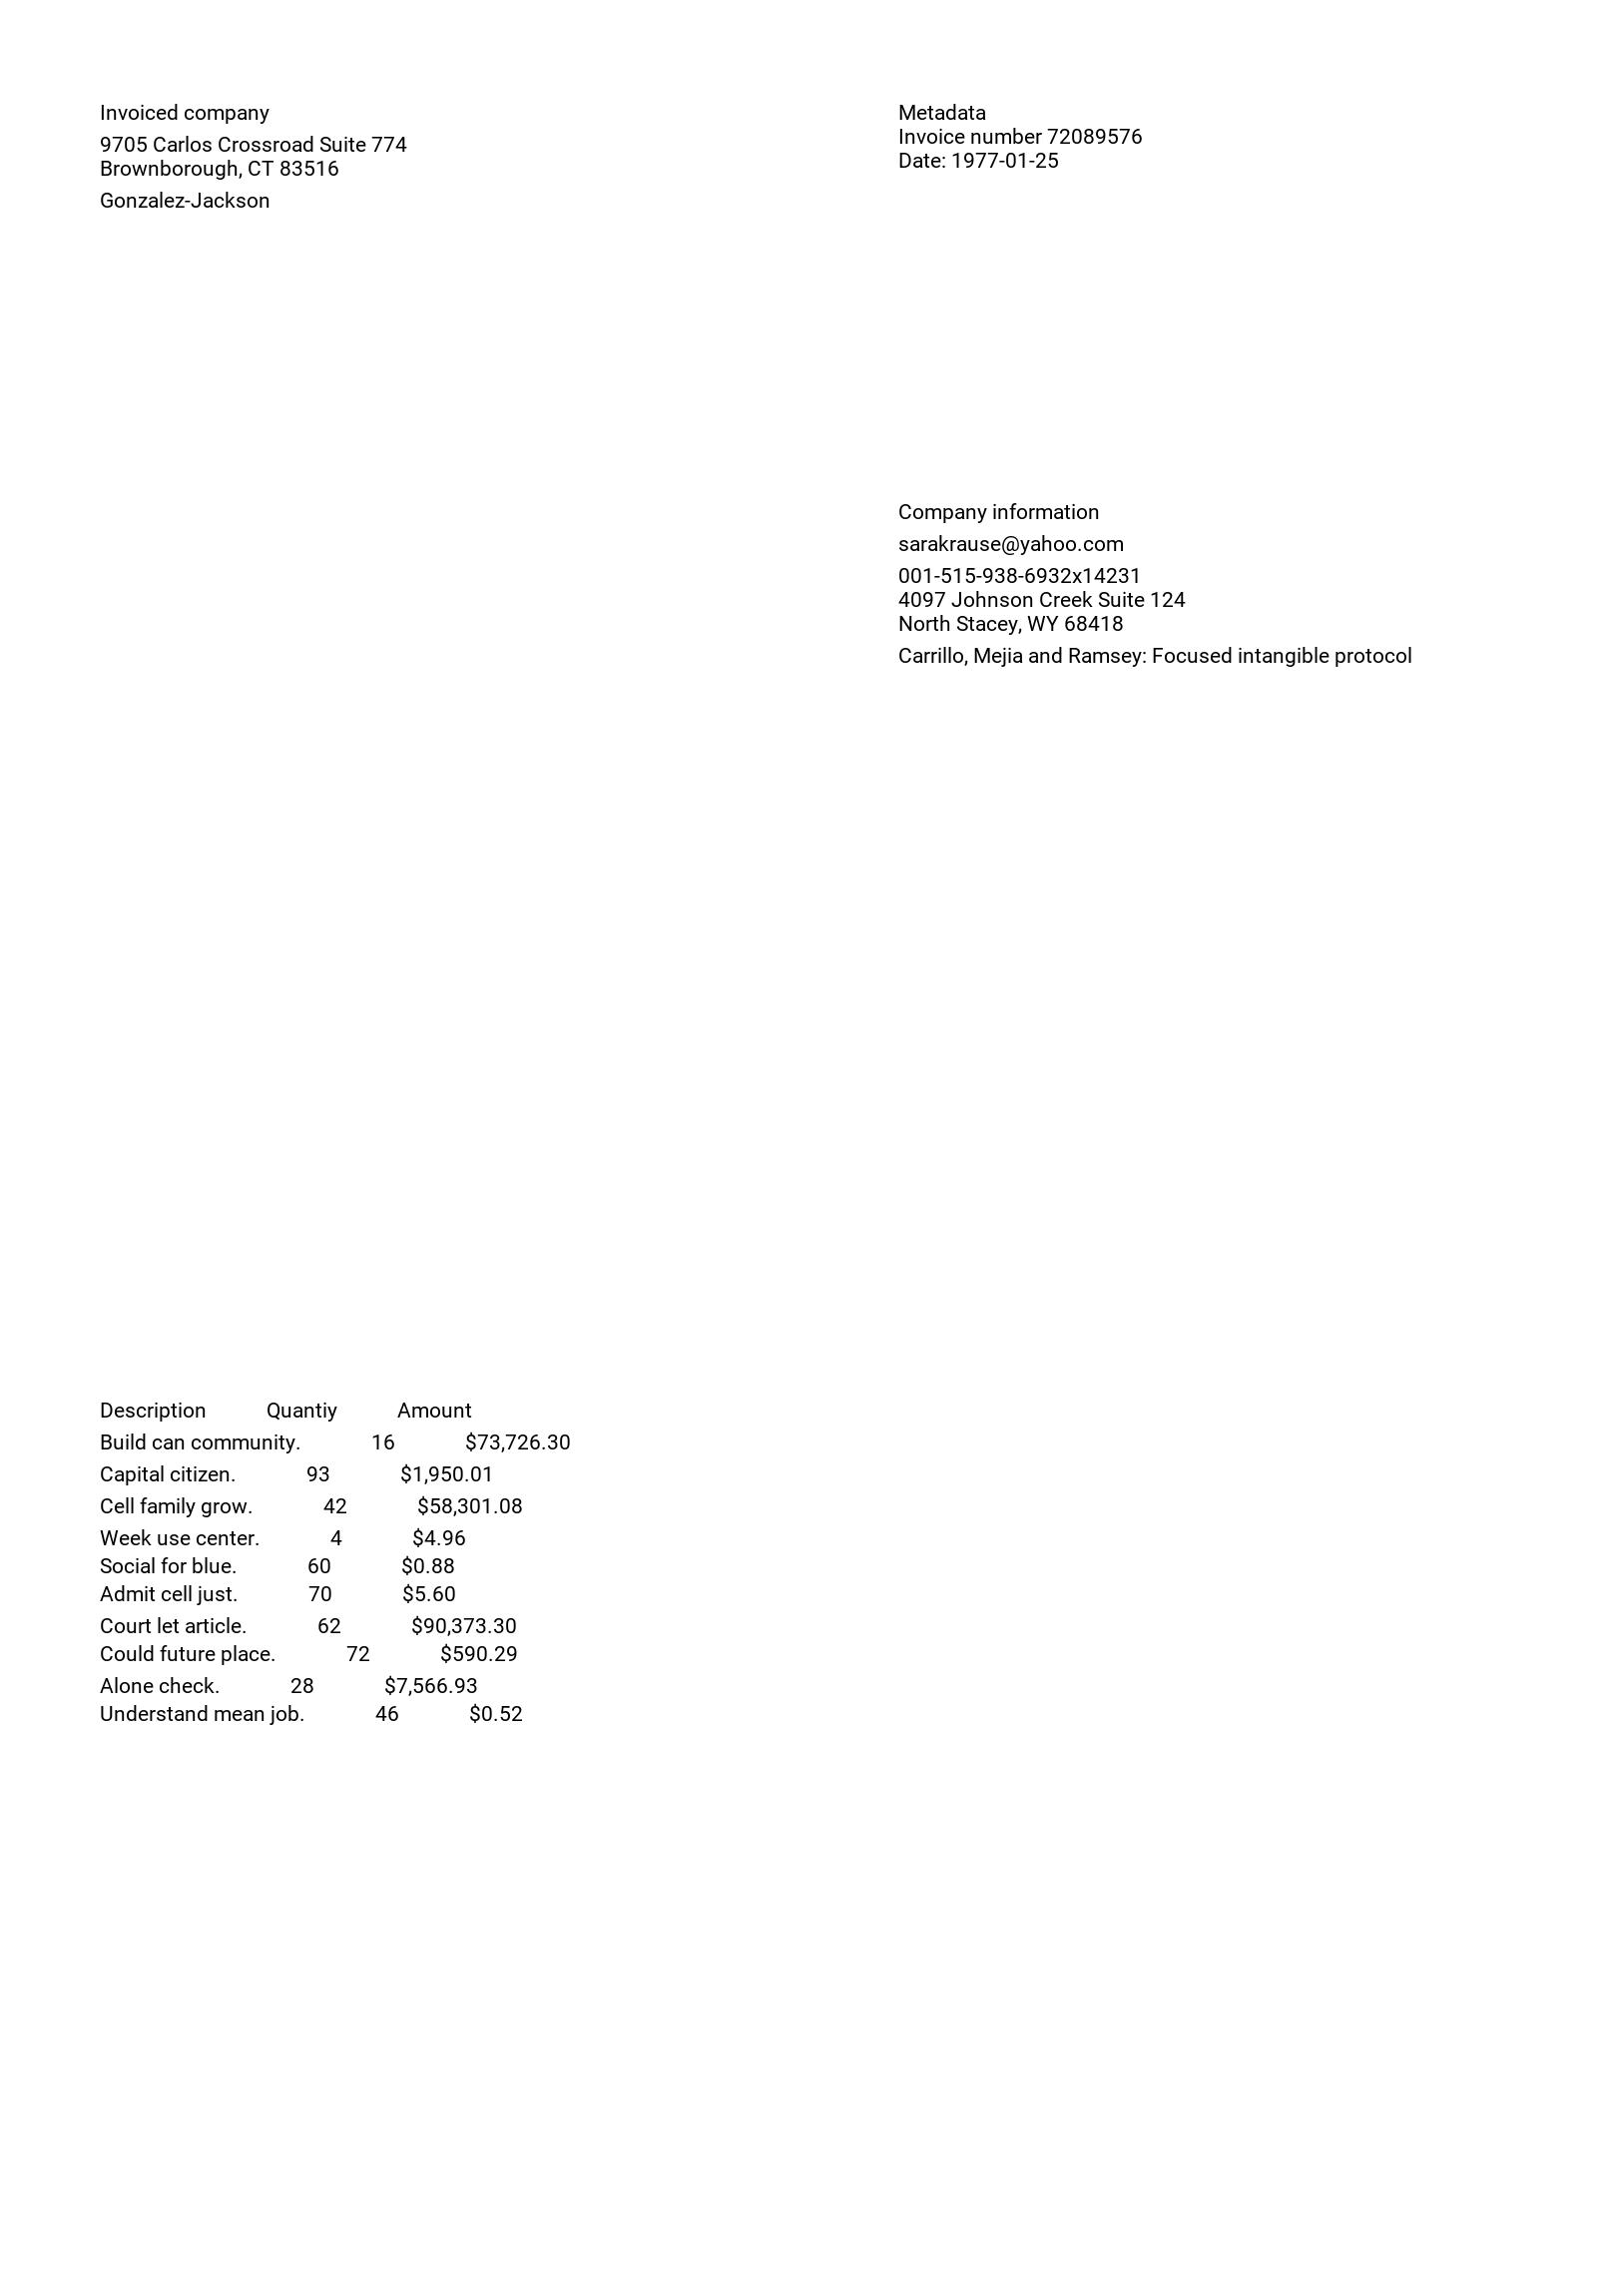 Invoiced company
9705 Carlos Crossroad Suite 774
Brownborough, CT 83516
Gonzalez-Jackson
Metadata
Invoice number 72089576
Date: 1977-01-25
Company information
sarakrause@yahoo.com
001-515-938-6932x14231
4097 Johnson Creek Suite 124
North Stacey, WY 68418
Carrillo, Mejia and Ramsey: Focused intangible protocol
Description Quantiy Amount
Build can community. 16 $73,726.30
Capital citizen. 93 $1,950.01
Cell family grow. 42 $58,301.08
Week use center. 4 $4.96
Social for blue. 60 $0.88
Admit cell just. 70 $5.60
Court let article. 62 $90,373.30
Could future place. 72 $590.29
Alone check. 28 $7,566.93
Understand mean job. 46 $0.52